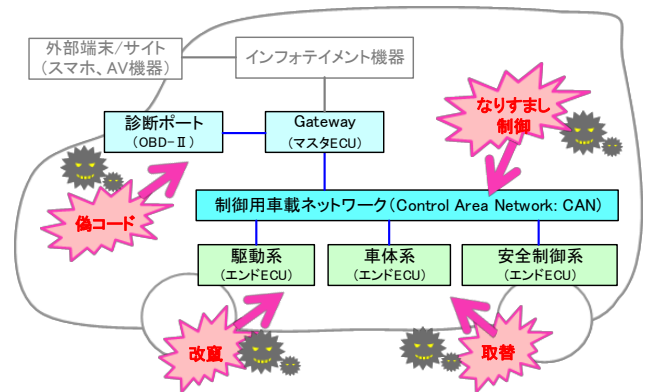 外部端末/サイト
(スマホ、AV機器)
インフォテイメント機器
なりすまし
制御
診断ポート
(OBD-Ⅱ)
Gateway
(マスタECU)
偽コード
制御用車載ネットワーク(Control Area Network: CAN)
駆動系
(エンドECU)
車体系
(エンドECU)
安全制御系
(エンドECU)
改竄
取替